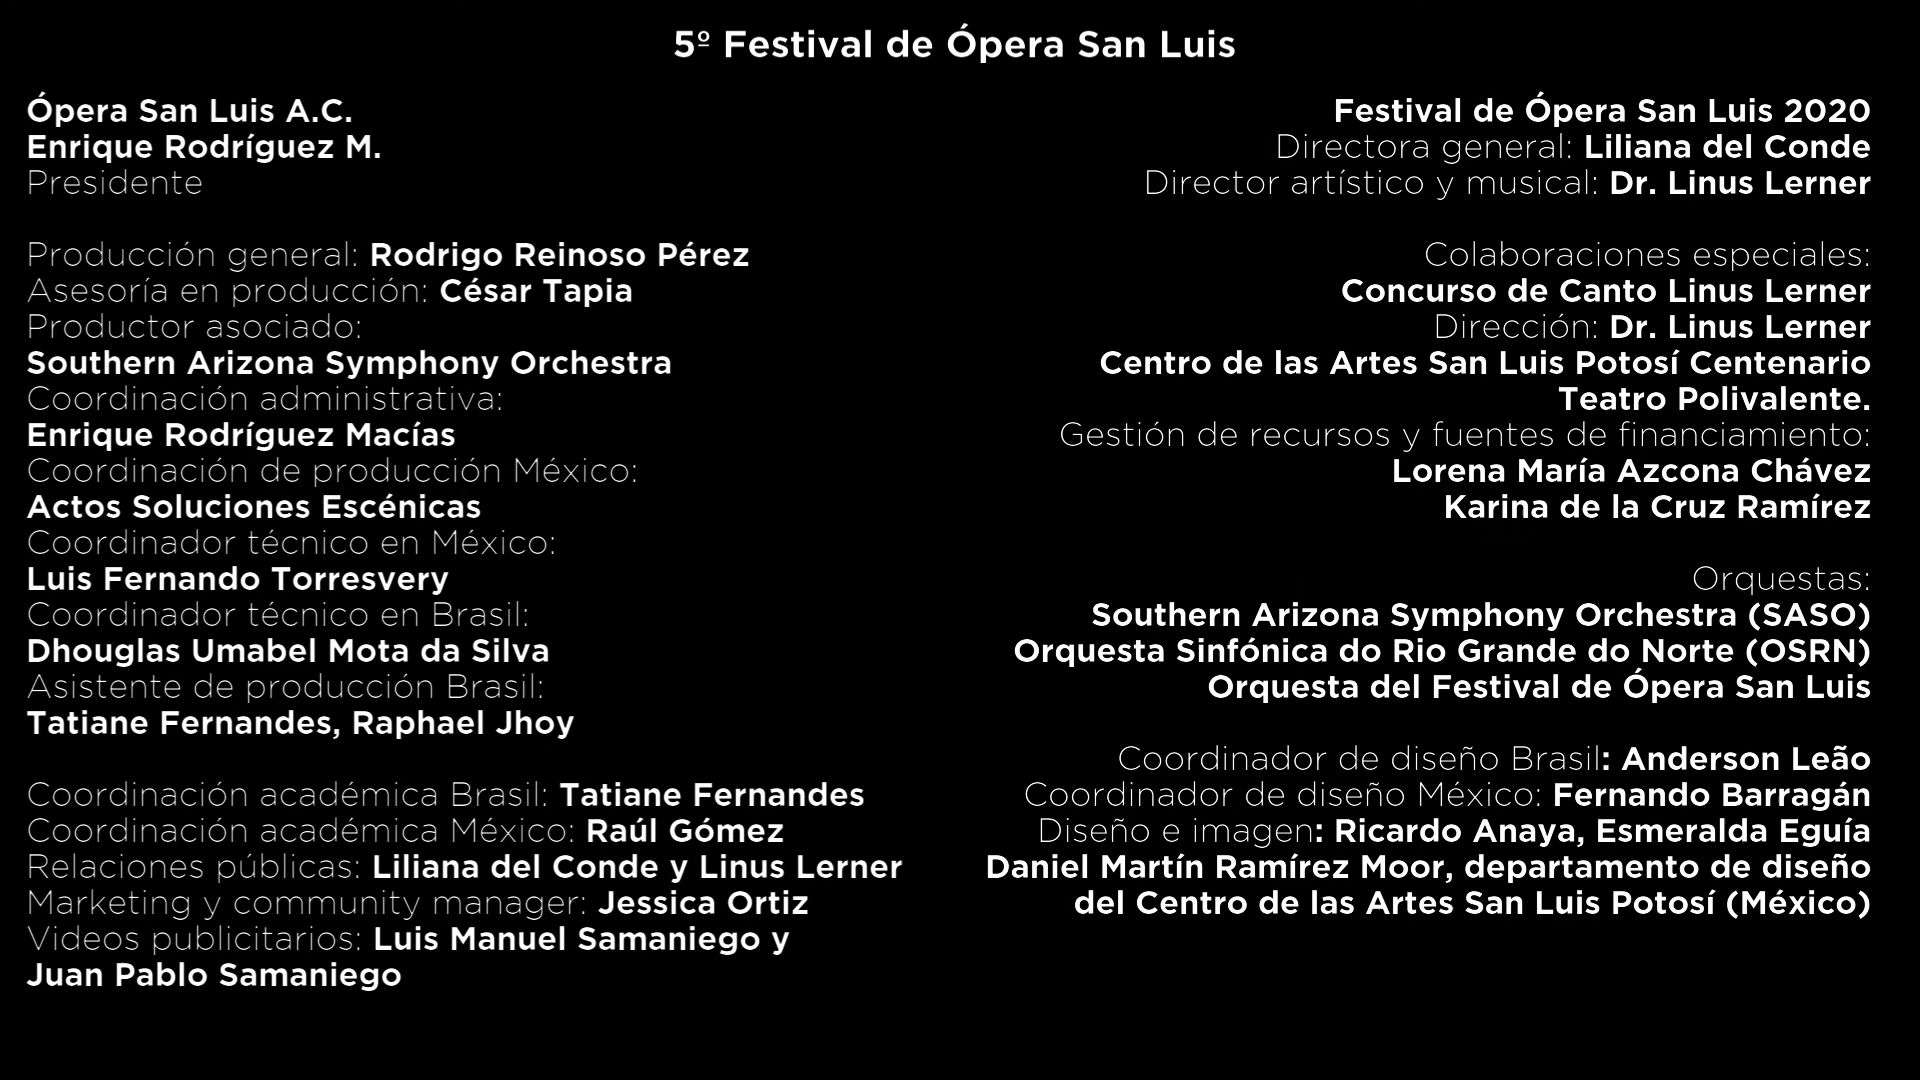 5º Festival de Ópera San Luis
Ópera San Luis A.C.
Enrique Rodríguez M.
Presidente
Producción general: Rodrigo Reinoso Pérez
Asesoría en producción: César Tapia
Productor asociado:
Southern Arizona Symphony Orchestra
Coordinación administrativa:
Enrique Rodríguez Macías
Coordinación de producción México:
Actos Soluciones Escénicas
Coordinador técnico en México:
Luis Fernando Torresvery
Coordinador técnico en Brasil:
Dhouglas Umabel Mota da Silva
Asistente de producción Brasil:
Tatiane Fernandes, Raphael Jhoy
Coordinación académica Brasil: Tatiane Fernandes
Coordinación académica México: Raúl Gómez
Relaciones públicas: Liliana del Conde y Linus Lerner
Marketing y community manager: Jessica Ortiz
Videos publicitarios: Luis Manuel Samaniego y
Juan Pablo Samaniego
Festival de Ópera San Luis 2020
Directora general: Liliana del Conde
Director artístico y musical: Dr. Linus Lerner
Colaboraciones especiales:
Concurso de Canto Linus Lerner
Dirección: Dr. Linus Lerner
Centro de las Artes San Luis Potosí Centenario
Teatro Polivalente.
Gestión de recursos y fuentes de financiamiento:
Lorena María Azcona Chávez
Karina de la Cruz Ramírez
Orquestas:
Southern Arizona Symphony Orchestra (SASO)
Orquesta Sinfónica do Rio Grande do Norte (OSRN)
Orquesta del Festival de Ópera San Luis
Coordinador de diseño Brasil: Anderson Leão
Coordinador de diseño México: Fernando Barragán
Diseño e imagen: Ricardo Anaya, Esmeralda Eguía
Daniel Martín Ramírez Moor, departamento de diseño
del Centro de las Artes San Luis Potosí (México)